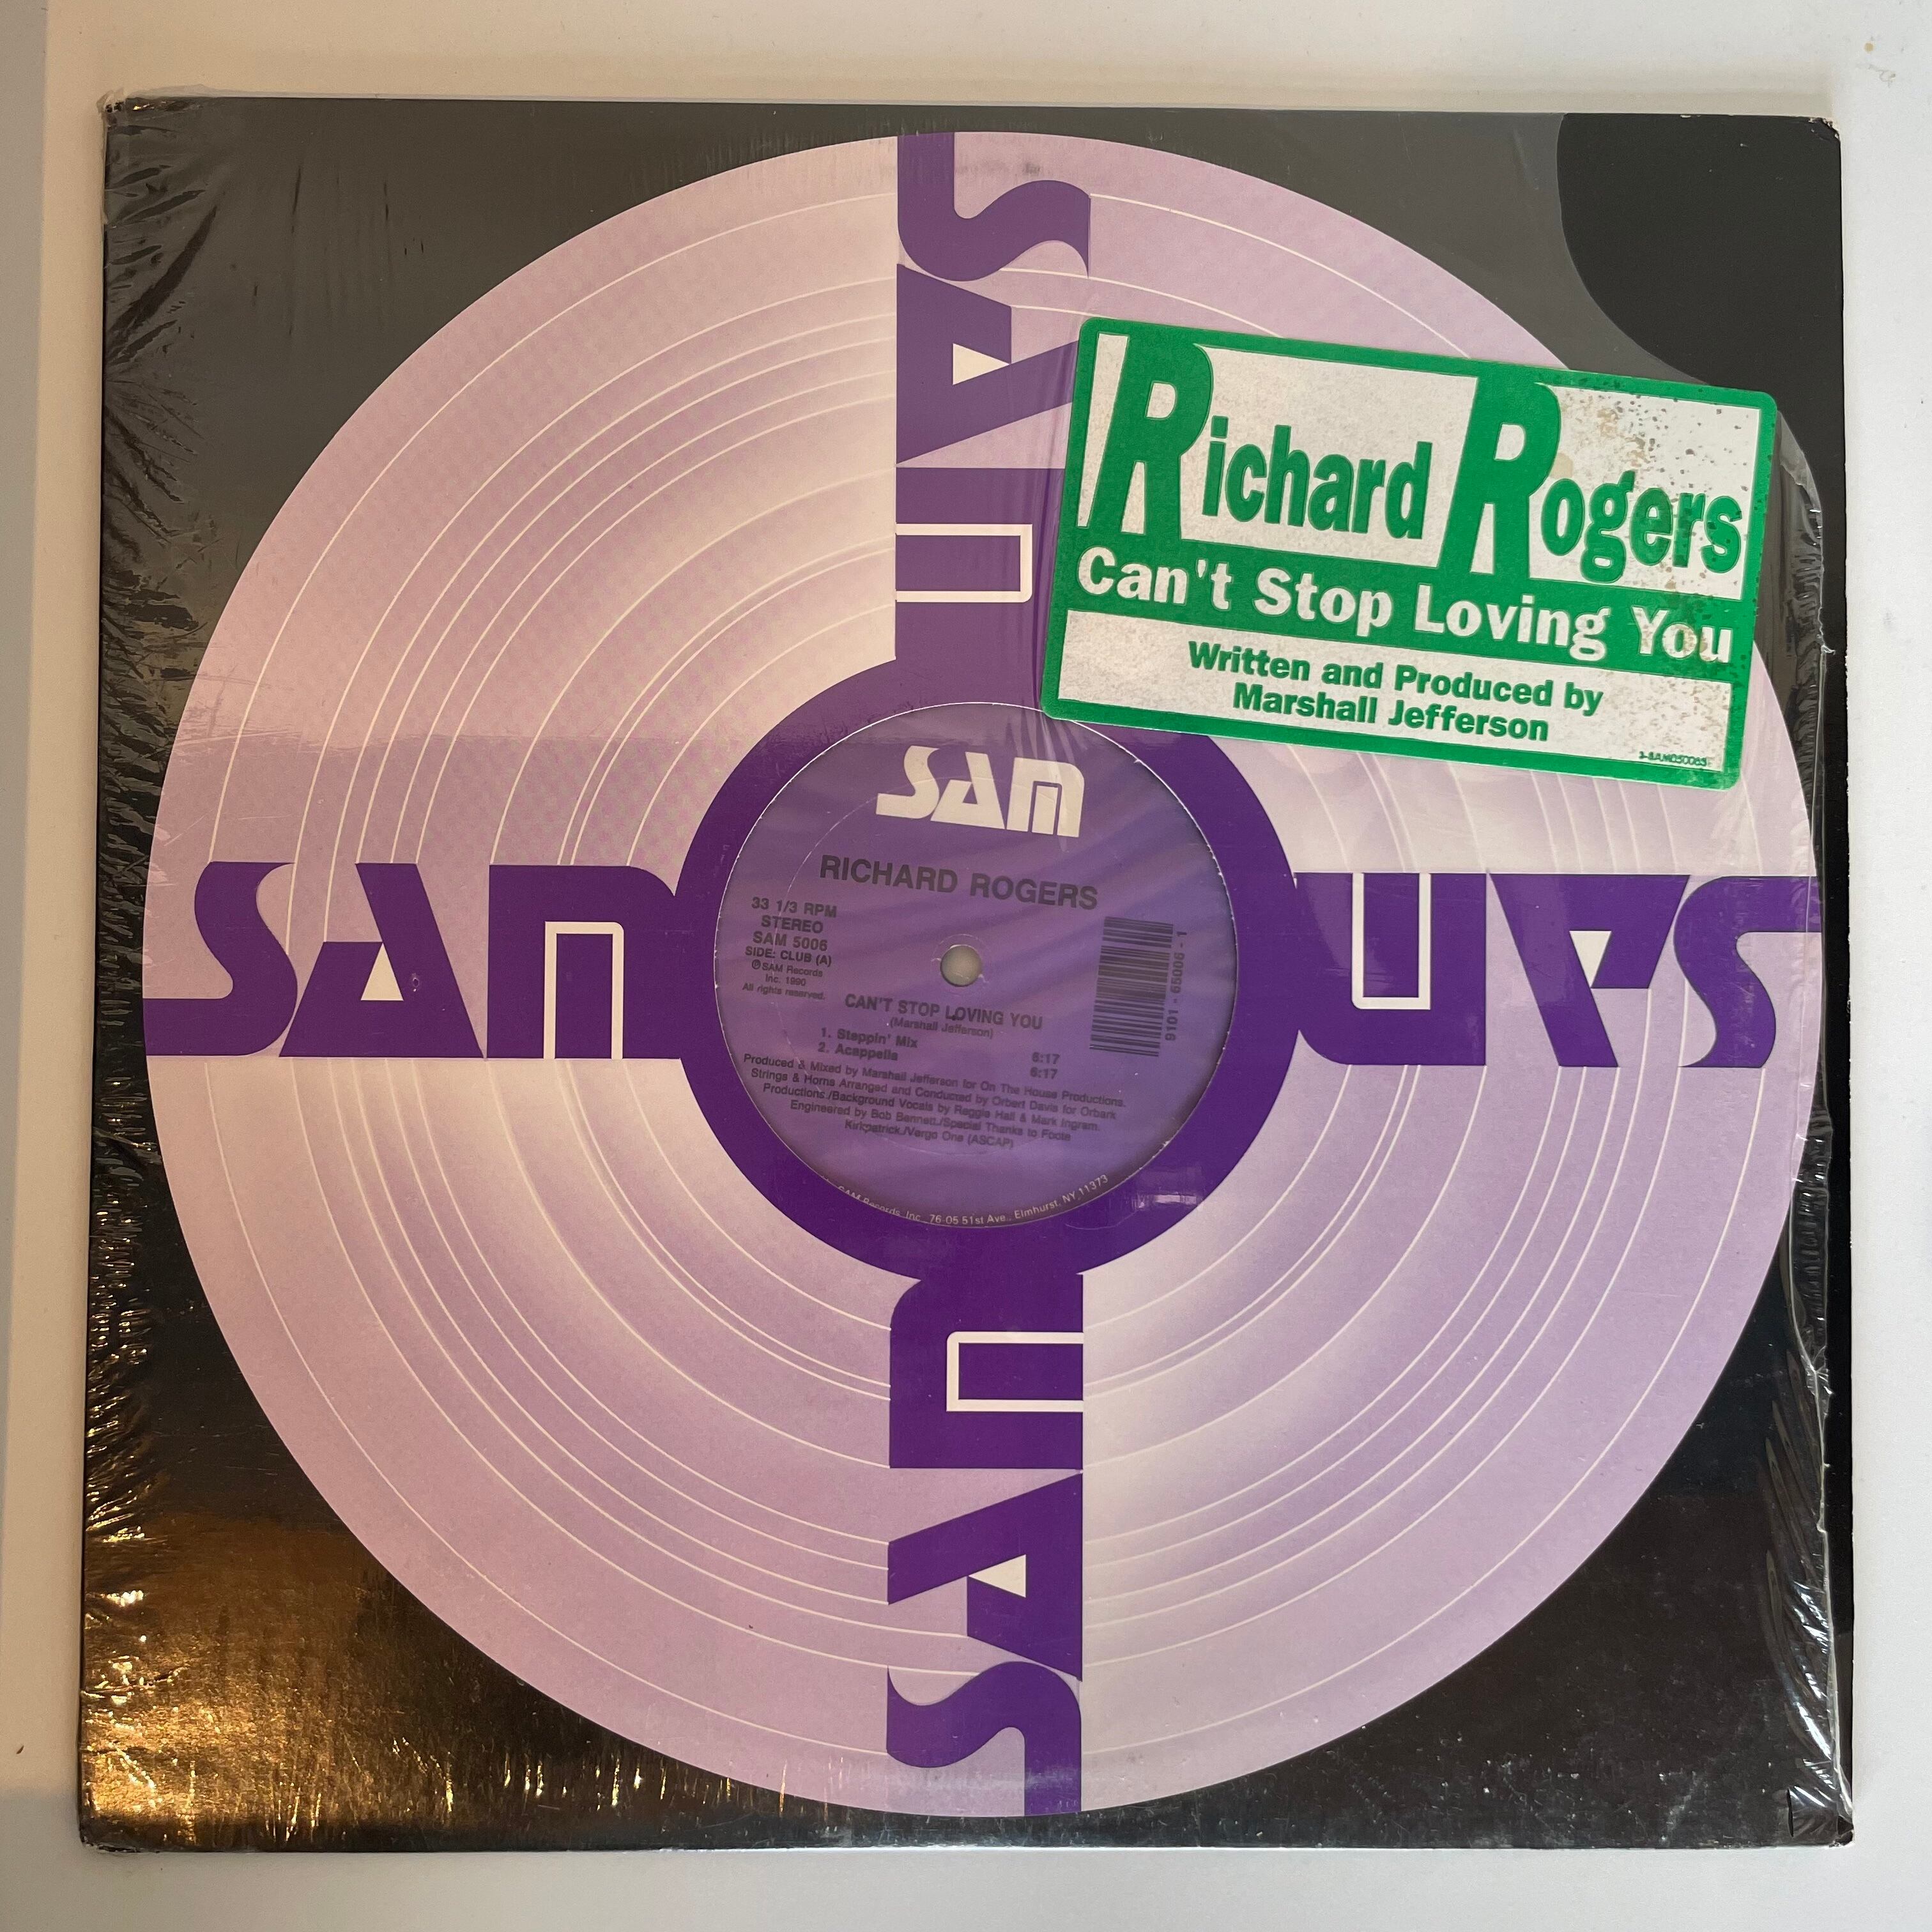 SAM
Richard Rogers
Can't Stop Loving You
Written and Produced by
Marshall Jefferson
SAM
SAM
SAM
RICHARD ROGERS
33 1/3 RPM
STEREO
SAM 5006
SIDE: CLUB (A)
℗SAM Records
Inc. 1990
All rights reserved.
9101 - 55006 - 1
CAN'T STOP LOVING YOU
(Marshall Jefferson)
1. Steppin' Mix 6:17
2. Acappella 6:17
Produced & Mixed by Marshall Jefferson for On The House Productions.
Strings & Horns Arranged and Conducted by Orbert Davis for Orbark
Productions./Background Vocals by Reggie Hall & Mark Ingram.
Engineered by Bob Bennett./Special Thanks to Foote
Kirkpatrick./Vergo One (ASCAP)
SAM Records, Inc., 76-05 51st Ave., Elmhurst, NY 11373
SAM